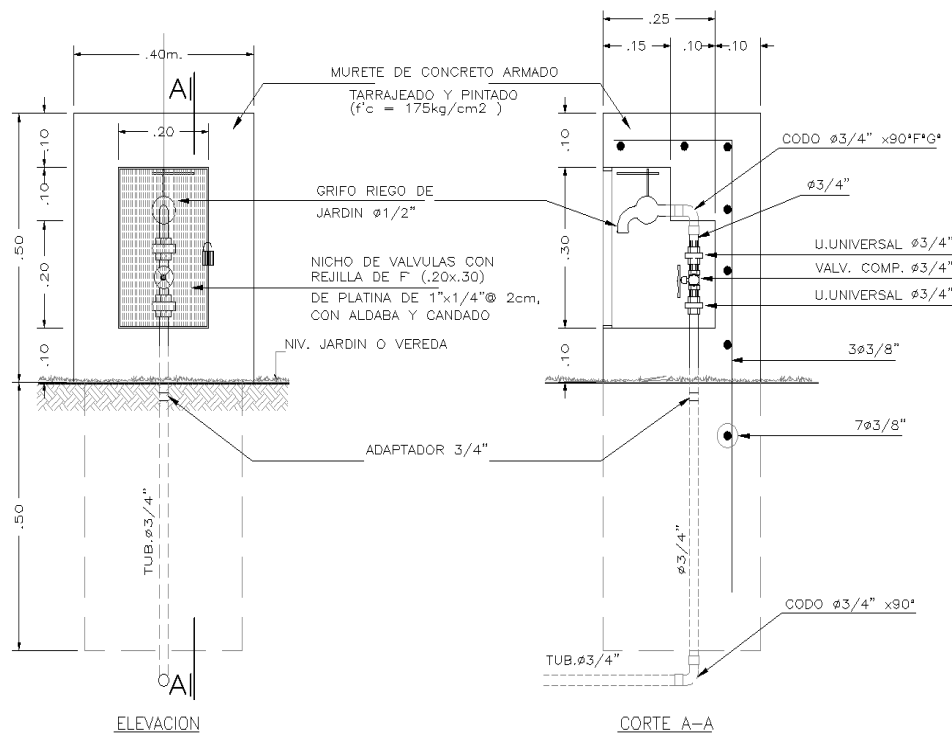 .25
.15
.10
.10
.40m.
A
MURETE DE CONCRETO ARMADO
TARRAJEADO Y PINTADO
(f'c = 175kg/cm2 )
.10
.20
.10
CODO ø3/4" x90°F°G°
.10
GRIFO RIEGO DE
JARDIN ø1/2"
ø3/4"
.50
.20
.30
NICHO DE VALVULAS CON
REJILLA DE F° (.20x.30)
DE PLATINA DE 1"x1/4"@ 2cm,
CON ALDABA Y CANDADO
U.UNIVERSAL ø3/4"
VALV. COMP. ø3/4"
U.UNIVERSAL ø3/4"
.10
NIV. JARDIN O VEREDA
.10
3ø3/8"
7ø3/8"
ADAPTADOR 3/4"
.50
TUB.ø3/4"
ø3/4"
CODO ø3/4" x90°
TUB.ø3/4"
A
ELEVACION
CORTE A-A